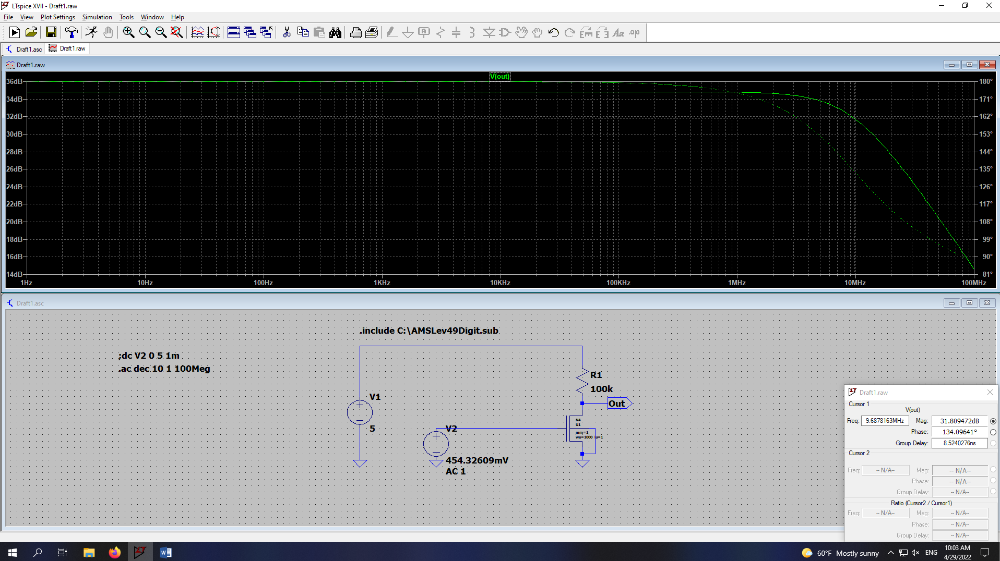 LTspice XVII - Draft1.raw
File View Plot Settings Simulation Tools Window Help
Draft1.asc Draft1.raw
Draft1.raw
V(out)
36dB 180°
34dB 171°
32dB 162°
30dB 153°
28dB 144°
26dB 135°
24dB 126°
22dB 117°
20dB 108°
18dB 99°
16dB 90°
14dB 81°
1Hz 10Hz 100Hz 1KHz 10KHz 100KHz 1MHz 10MHz 100MHz
Draft1.asc
.include C:\AMSLev49Digit.sub
;dc V2 0 5 1m
.ac dec 10 1 100Meg
R1
100k
V1
5
Out
N4
U1
mm=1
wu=1000 lu=1
V2
454.32609mV
AC 1
Draft1.raw
Cursor 1
V(out)
Freq: 9.6878163MHz Mag: 31.809472dB
Phase: 134.09641°
Group Delay: 8.5240276ns
Cursor 2
Freq: -- N/A-- Mag: -- N/A--
Phase: -- N/A--
Group Delay: -- N/A--
Ratio (Cursor2 / Cursor1)
Freq: -- N/A-- Mag: -- N/A--
Phase: -- N/A--
Group Delay: -- N/A--
60°F Mostly sunny ENG 10:03 AM
4/29/2022